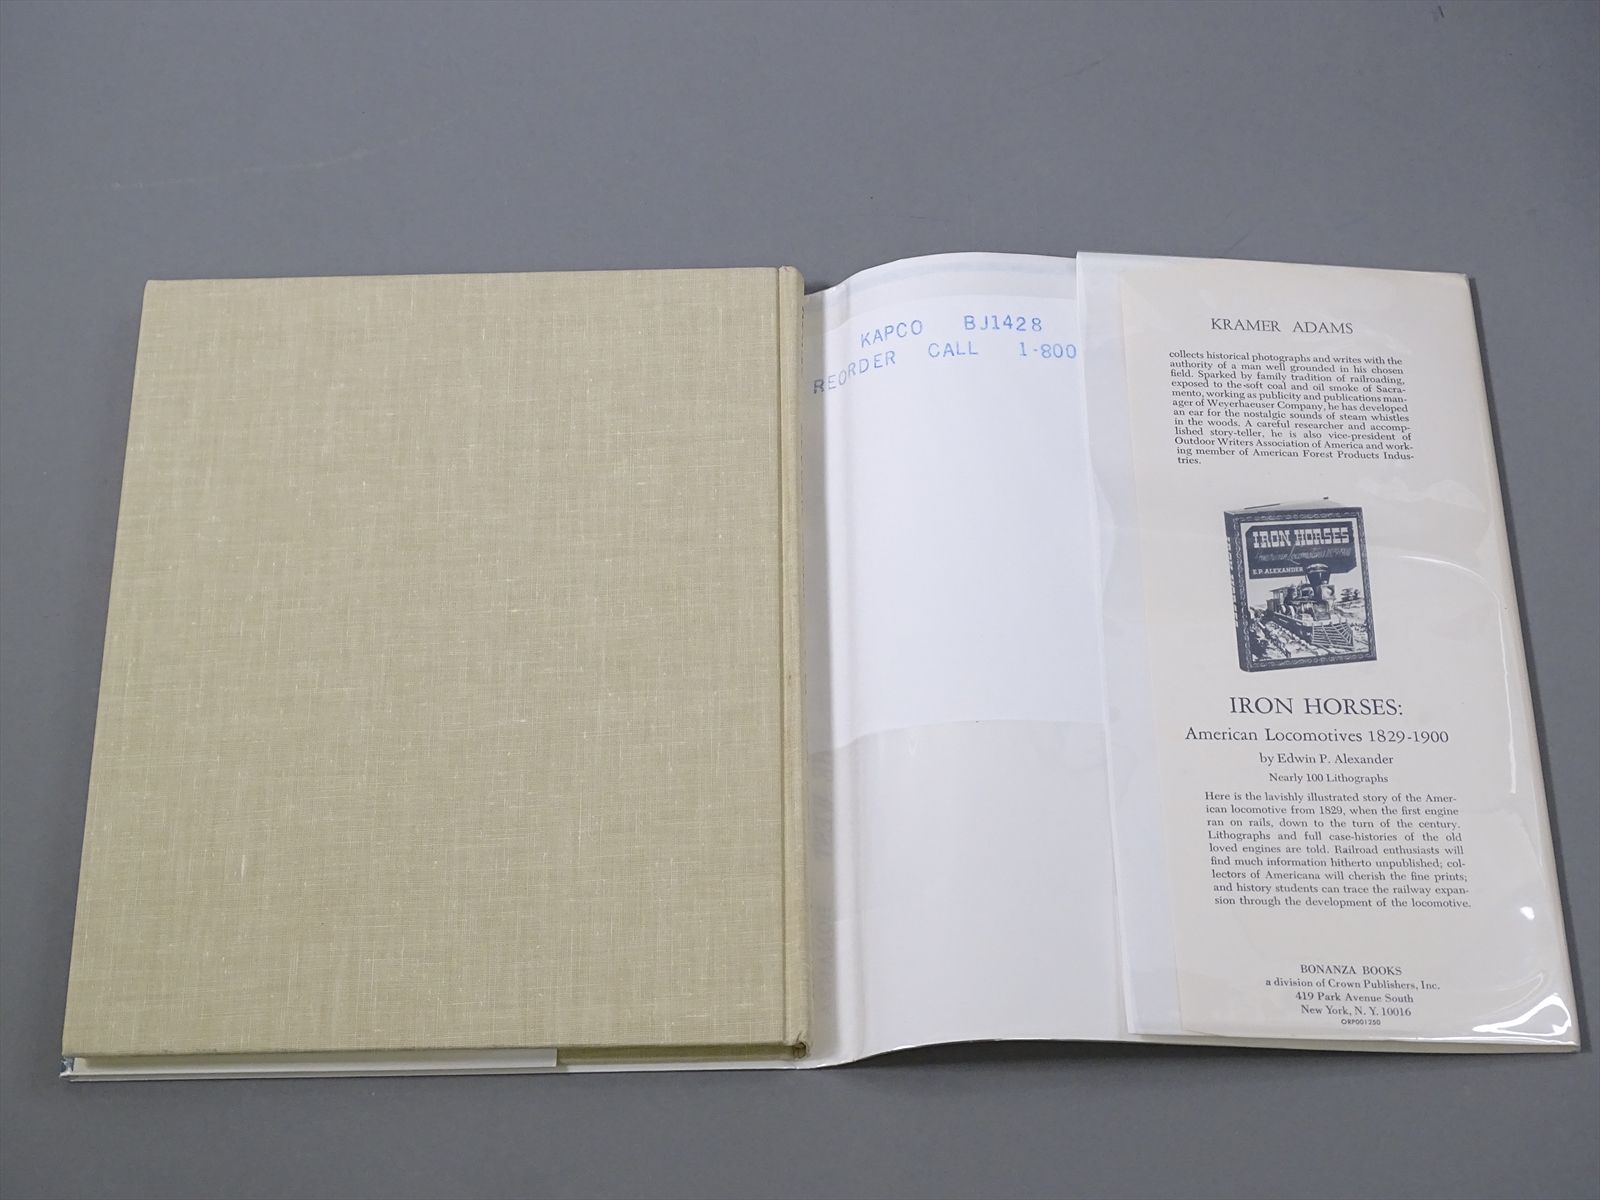 KAPCO BJ1428
REORDER CALL 1-800
KRAMER ADAMS
collects historical photographs and writes with the
authority of a man well grounded in his chosen
field. Sparked by family tradition of railroading,
exposed to the soft coal and oil smoke of Sacra-
mento, working as publicity and publications man-
ager of Weyerhaeuser Company, he has developed
an ear for the nostalgic sounds of steam whistles
in the woods. A careful researcher and accomp-
lished story-teller, he is also vice-president of
Outdoor Writers Association of America and work-
ing member of American Forest Products Indus-
tries.
IRON HORSES
American Locomotives 1829-1900
E.P. ALEXANDER
IRON HORSES:
American Locomotives 1829-1900
by Edwin P. Alexander
Nearly 100 Lithographs
Here is the lavishly illustrated story of the Amer-
ican locomotive from 1829, when the first engine
ran on rails, down to the turn of the century.
Lithographs and full case-histories of the old
loved engines are told. Railroad enthusiasts will
find much information hitherto unpublished; col-
lectors of Americana will cherish the fine prints;
and history students can trace the railway expan-
sion through the development of the locomotive.
BONANZA BOOKS
a division of Crown Publishers, Inc.
419 Park Avenue South
New York, N. Y. 10016
ORP001250